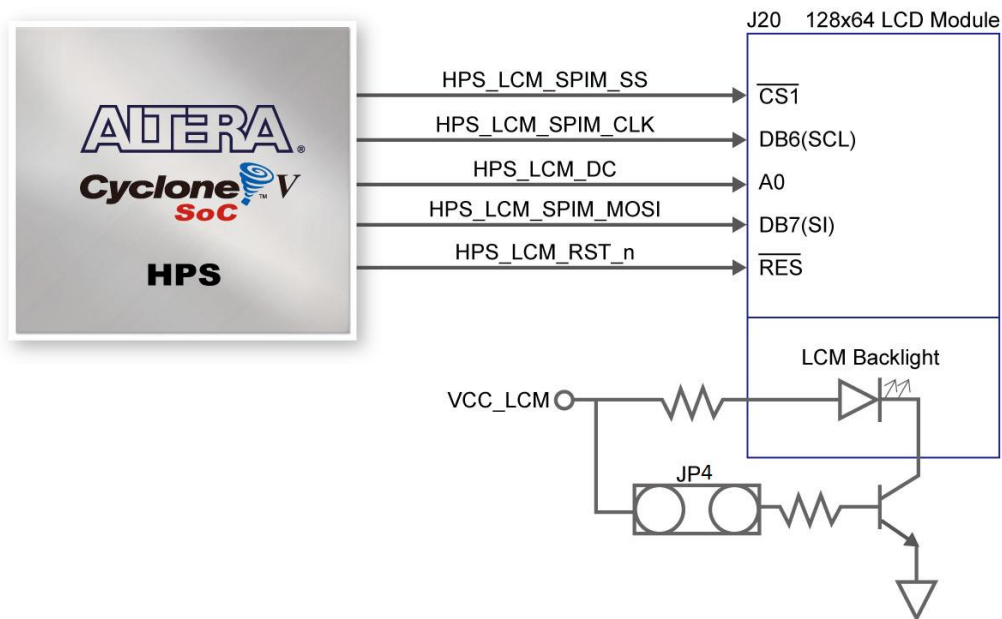 J20 128x64 LCD Module
ALTERA®
Cyclone™ V
SoC
HPS
HPS_LCM_SPIM_SS
HPS_LCM_SPIM_CLK
HPS_LCM_DC
HPS_LCM_SPIM_MOSI
HPS_LCM_RST_n
CS1
DB6(SCL)
A0
DB7(SI)
RES
LCM Backlight
VCC_LCM
JP4